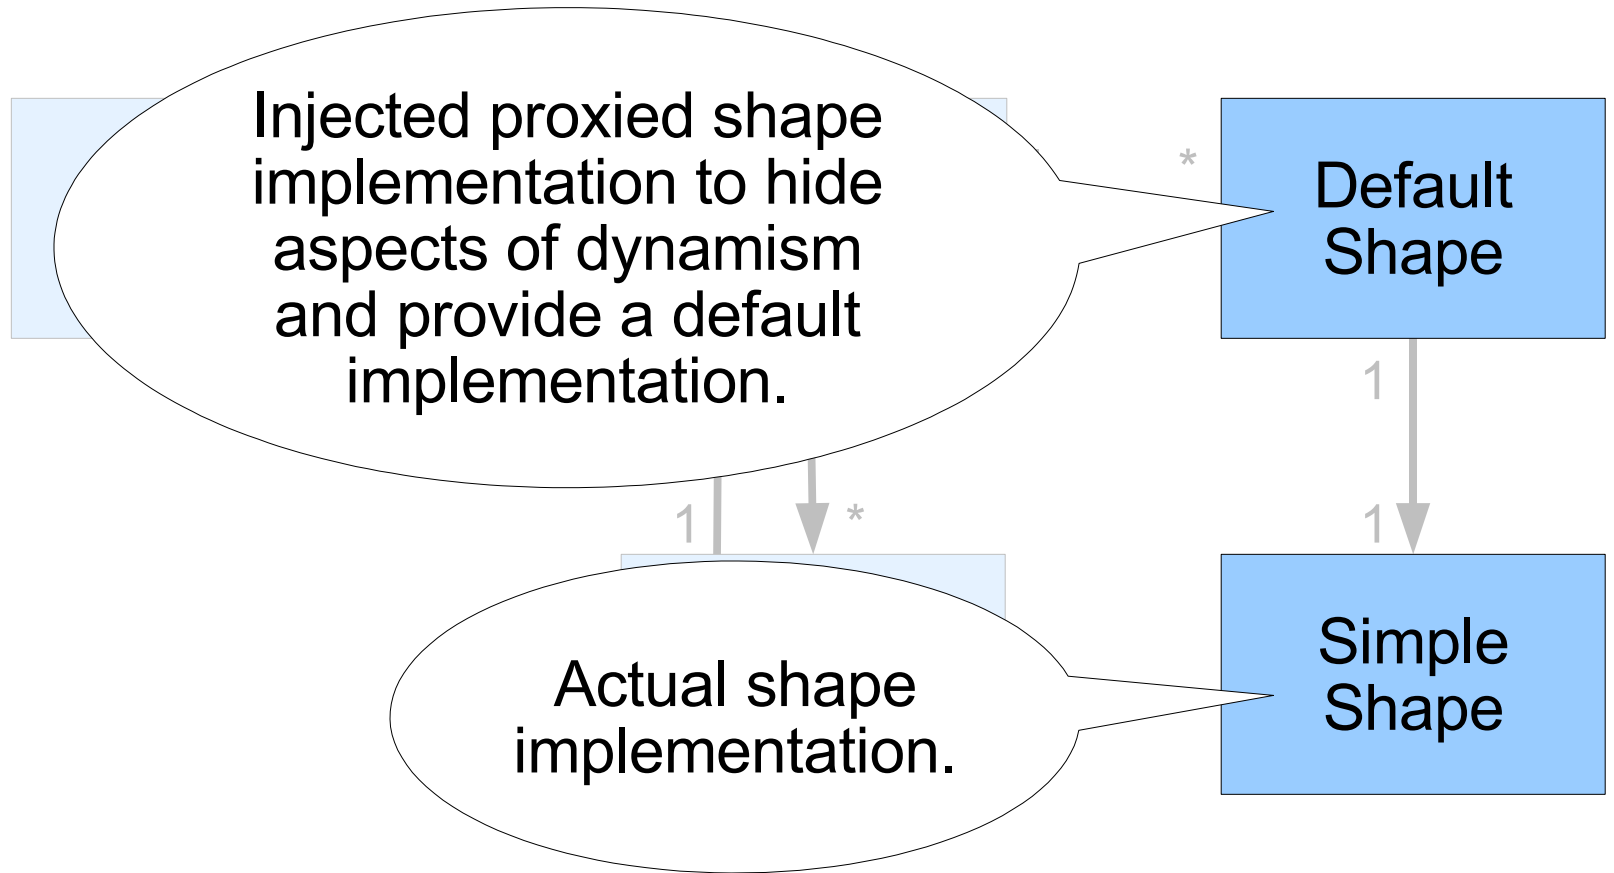 Injected proxied shape
implementation to hide
aspects of dynamism
and provide a default
implementation.
*
Default
Shape
1
1
*
1
Actual shape
implementation.
Simple
Shape